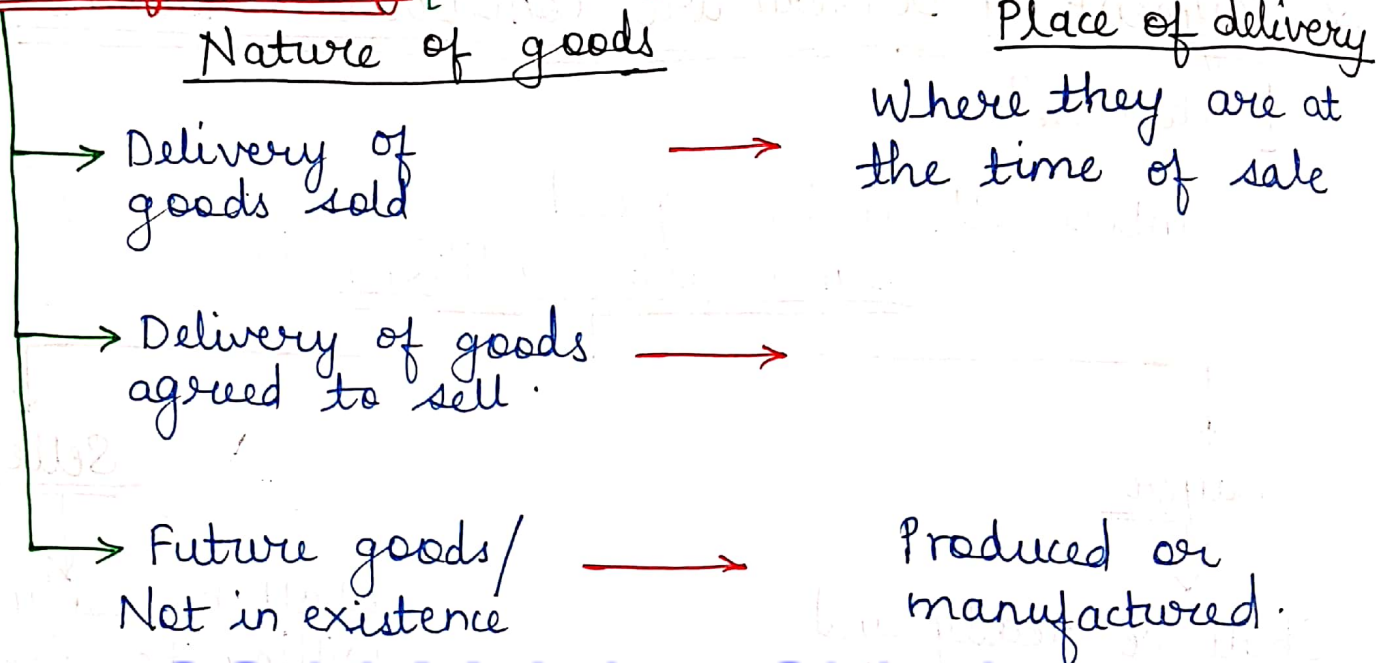 Nature of goods
Place of delivery
Delivery of
goods sold
Where they are at
the time of sale
Delivery of goods
agreed to sell.
Future goods/
Not in existence
Produced or
manufactured.